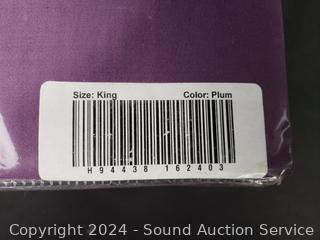 Size: King Color: Plum
H94438 162403
Copyright © 2024 - Sound Auction Service